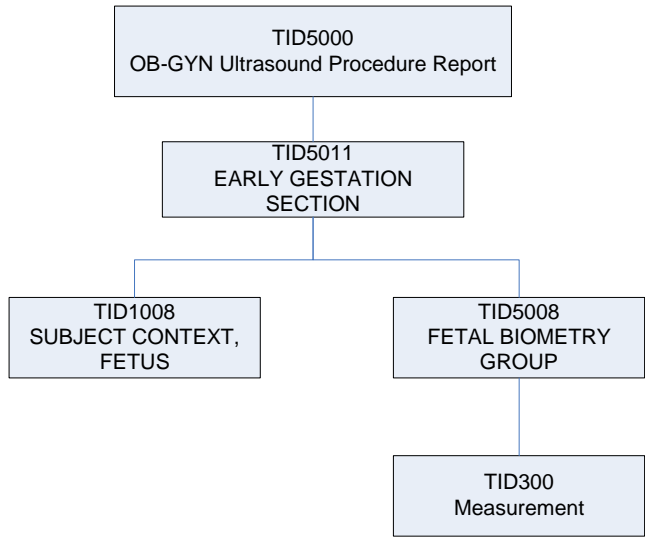 TID5000
OB-GYN Ultrasound Procedure Report
TID5011
EARLY GESTATION
SECTION
TID1008
SUBJECT CONTEXT,
FETUS
TID5008
FETAL BIOMETRY
GROUP
TID300
Measurement